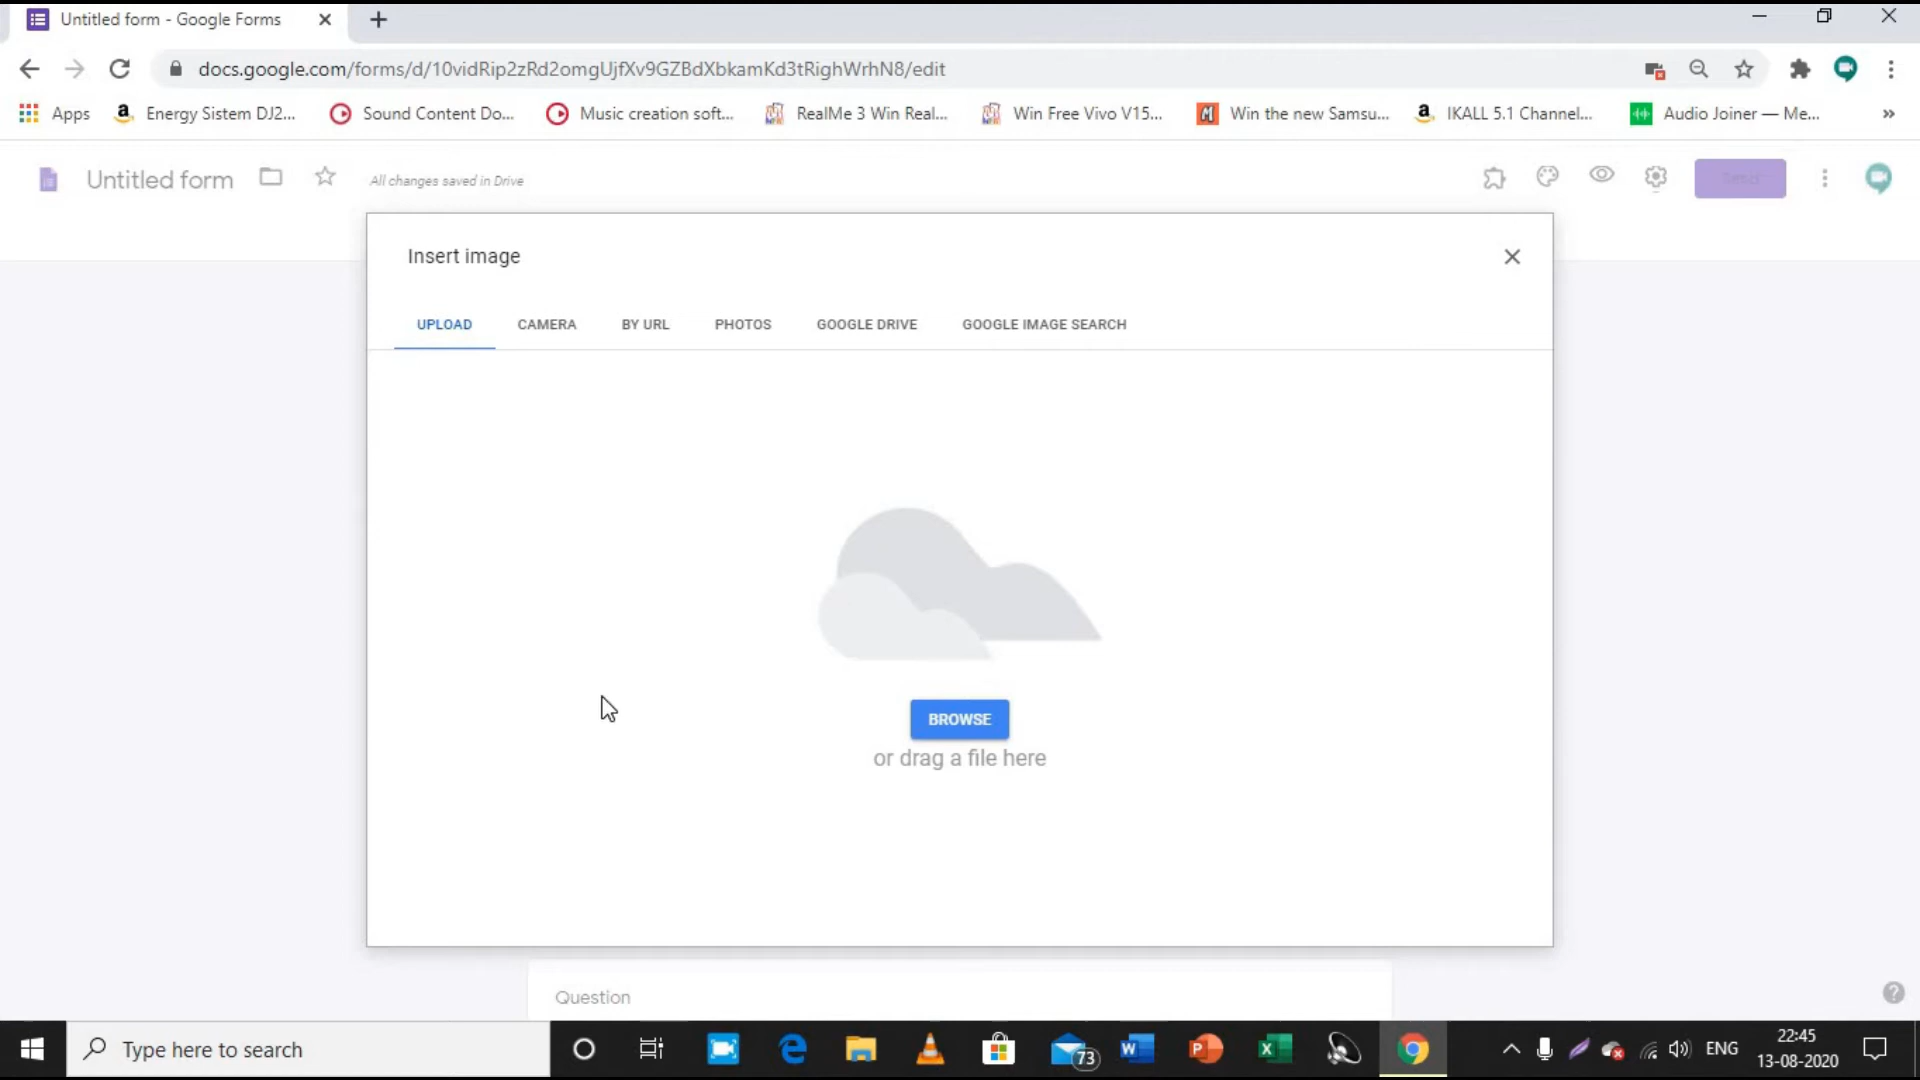 Untitled form - Google Forms
docs.google.com/forms/d/10vidRip2zRd2omgUjfXv9GZBdXbkamKd3tRighWrhN8/edit
Apps
Energy Sistem DJ2...
Sound Content Do...
Music creation soft...
RealMe 3 Win Real...
Win Free Vivo V15...
Win the new Samsu...
IKALL 5.1 Channel...
Audio Joiner — Me...
»
Untitled form
All changes saved in Drive
Send
Insert image
UPLOAD
CAMERA
BY URL
PHOTOS
GOOGLE DRIVE
GOOGLE IMAGE SEARCH
BROWSE
or drag a file here
Question
Type here to search
73
ENG
22:45
13-08-2020